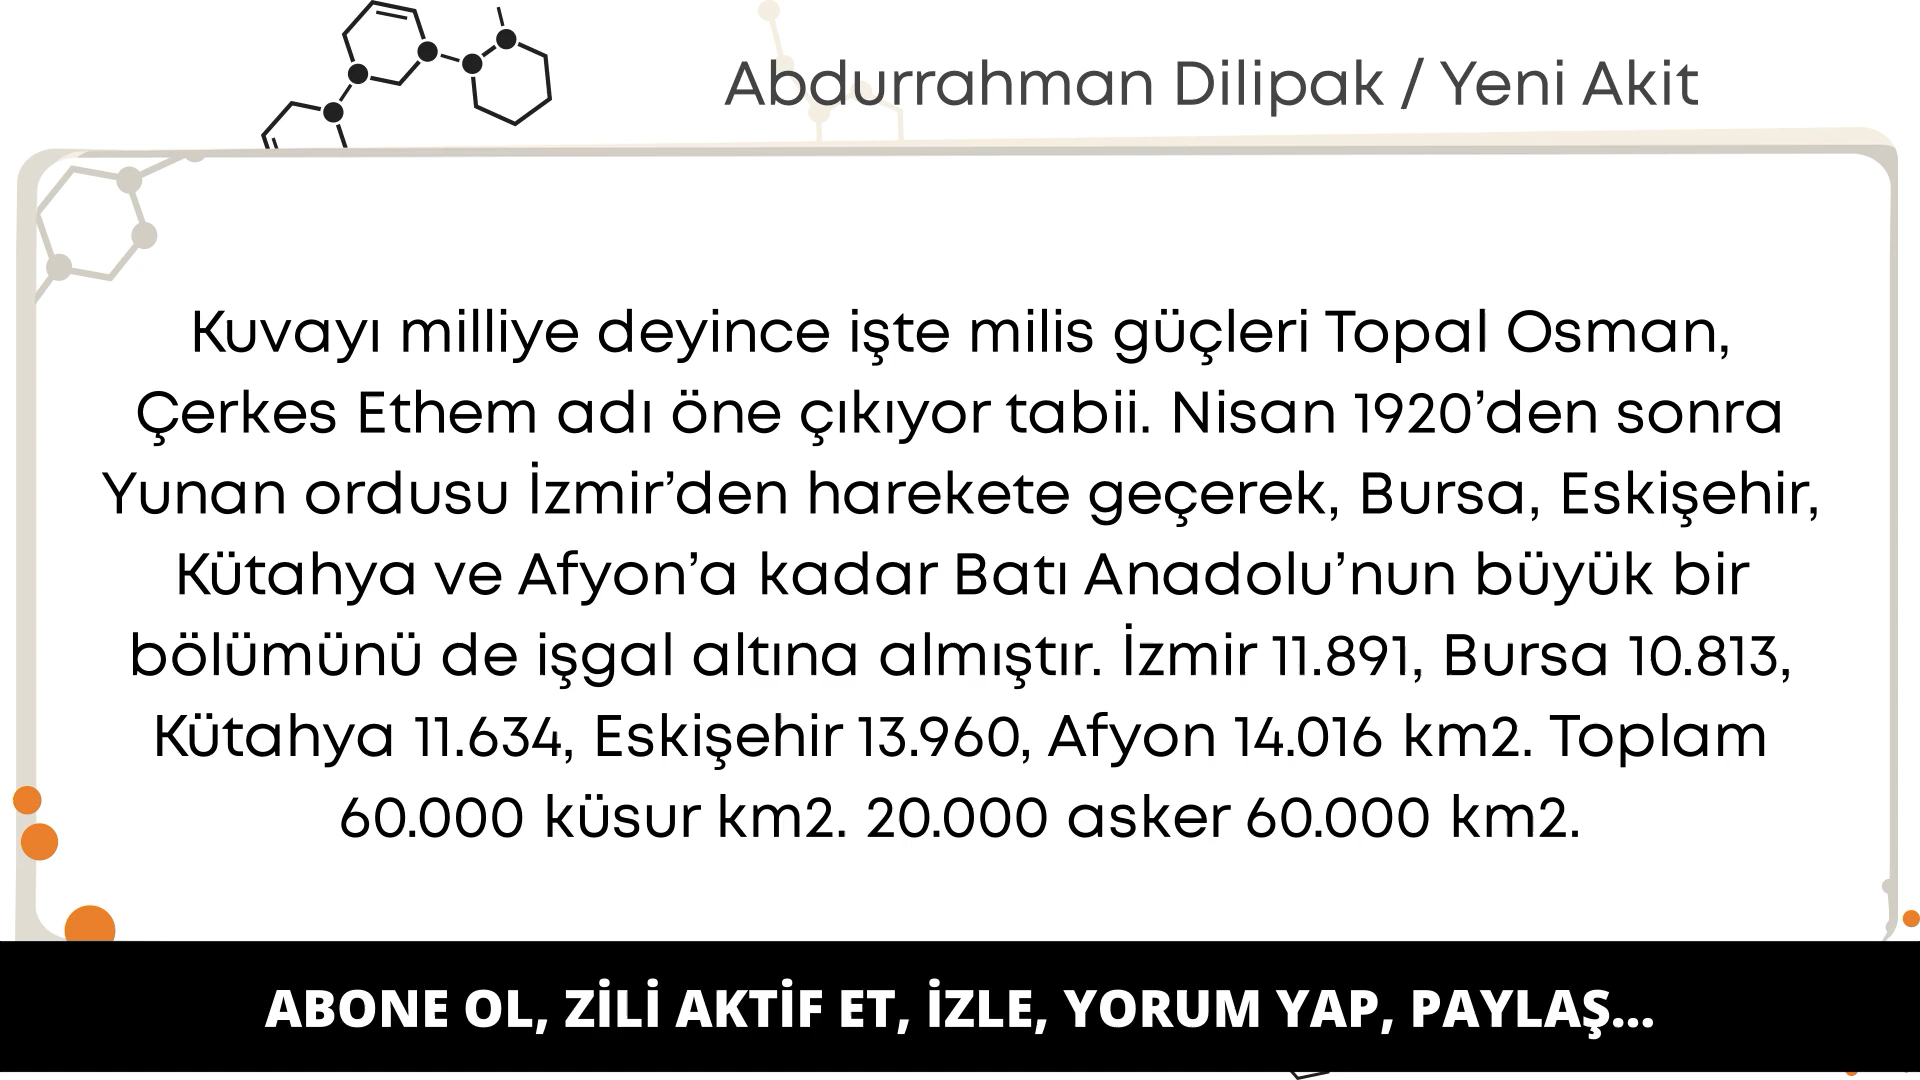 Abdurrahman Dilipak / Yeni Akit
Kuvayı milliye deyince işte milis güçleri Topal Osman,
Çerkes Ethem adı öne çıkıyor tabii. Nisan 1920’den sonra
Yunan ordusu İzmir’den harekete geçerek, Bursa, Eskişehir,
Kütahya ve Afyon’a kadar Batı Anadolu’nun büyük bir
bölümünü de işgal altına almıştır. İzmir 11.891, Bursa 10.813,
Kütahya 11.634, Eskişehir 13.960, Afyon 14.016 km2. Toplam
60.000 küsur km2. 20.000 asker 60.000 km2.
ABONE OL, ZİLİ AKTİF ET, İZLE, YORUM YAP, PAYLAŞ...